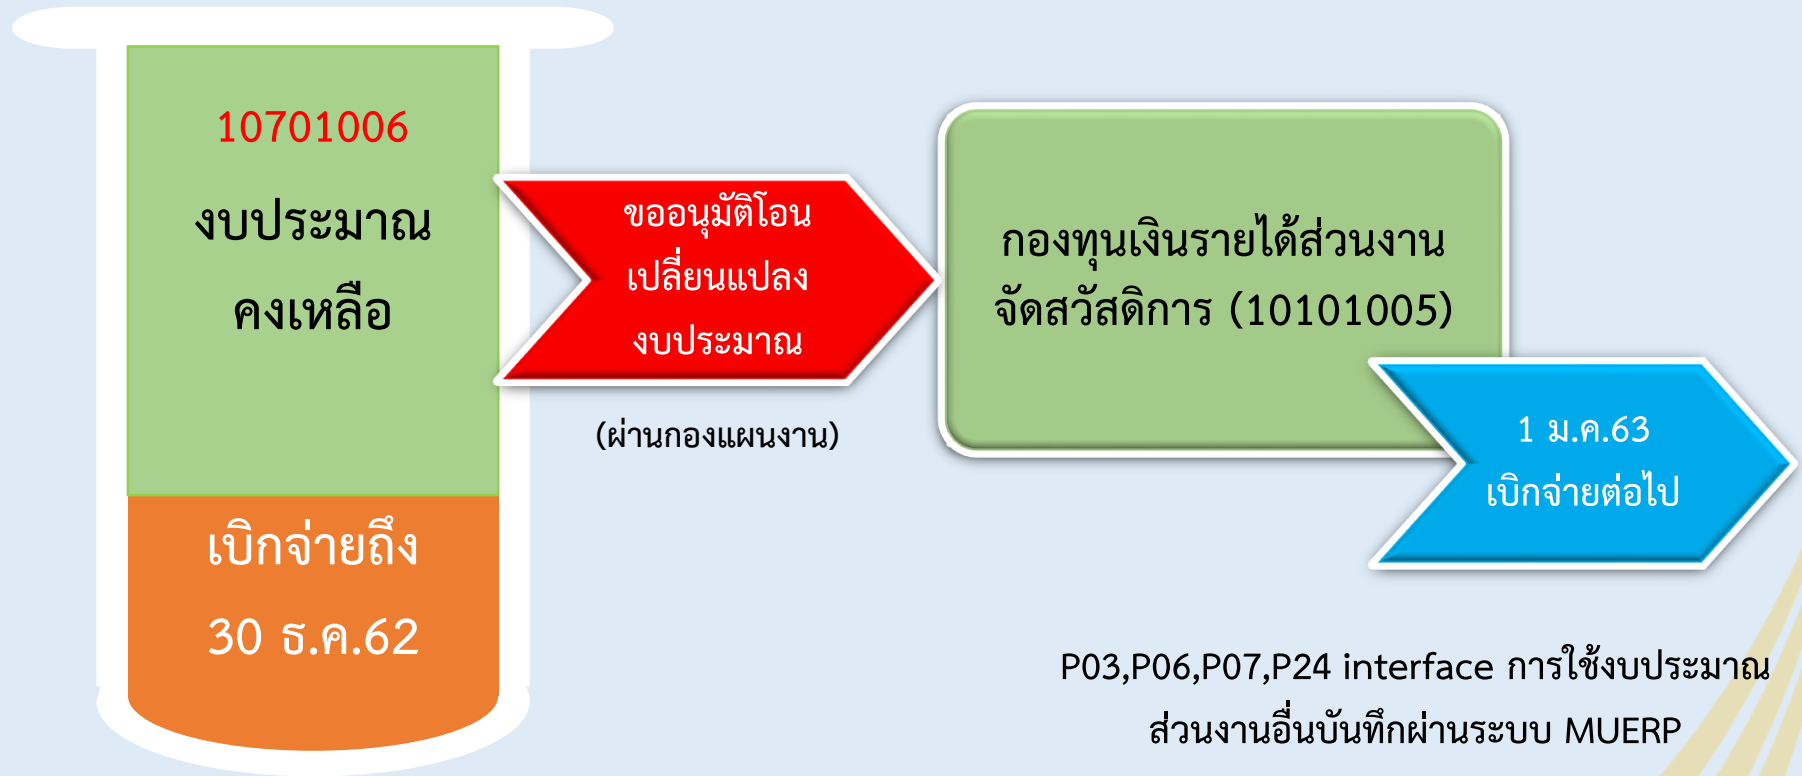 10701006
งบประมาณ
คงเหลือ
เบิกจ่ายถึง
30 ธ.ค.62
ขออนุมัติโอน
เปลี่ยนแปลง
งบประมาณ
(ผ่านกองแผนงาน)
กองทุนเงินรายได้ส่วนงาน
จัดสวัสดิการ (10101005)
1 ม.ค.63
เบิกจ่ายต่อไป
P03,P06,P07,P24 interface การใช้งบประมาณ
ส่วนงานอื่นบันทึกผ่านระบบ MUERP